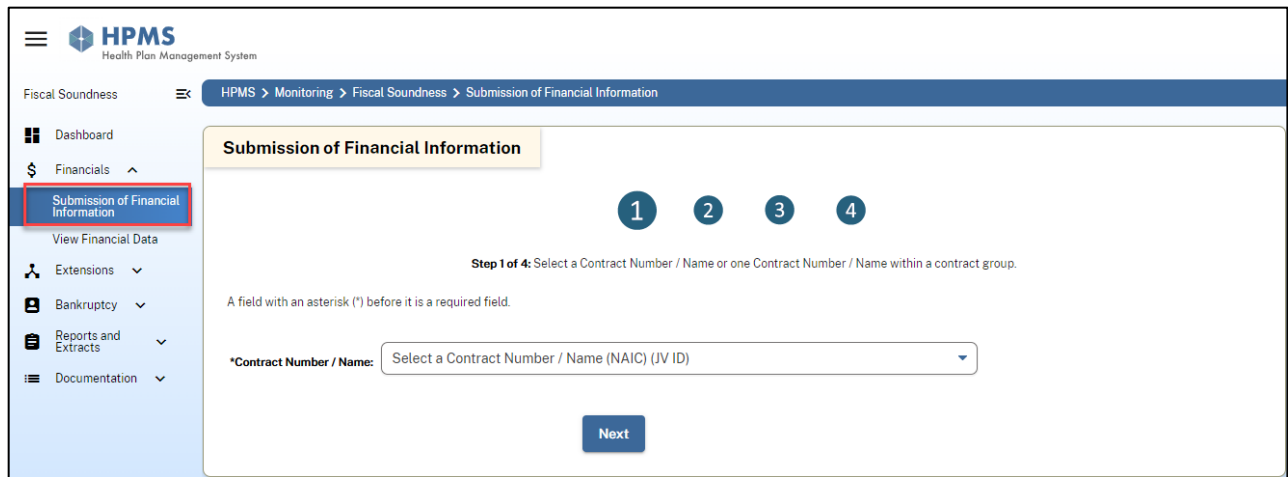 HPMS
Health Plan Management System
Fiscal Soundness
HPMS > Monitoring > Fiscal Soundness > Submission of Financial Information
Dashboard
Financials
Submission of Financial
Information
View Financial Data
Extensions
Bankruptcy
Reports and
Extracts
Documentation
Submission of Financial Information
1 2 3 4
Step 1 of 4: Select a Contract Number / Name or one Contract Number / Name within a contract group.
A field with an asterisk (*) before it is a required field.
*Contract Number / Name: Select a Contract Number / Name (NAIC) (JV ID)
Next